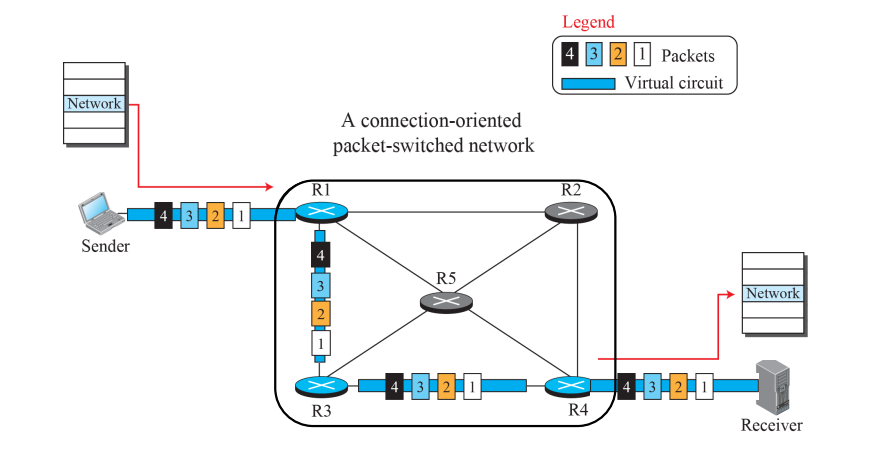 Legend
4 3 2 1 Packets
Virtual circuit
Network
A connection-oriented
packet-switched network
R1
R2
4 3 2 1
Sender
4
3
2
1
R5
Network
R3
4 3 2 1
R4
4 3 2 1
Receiver